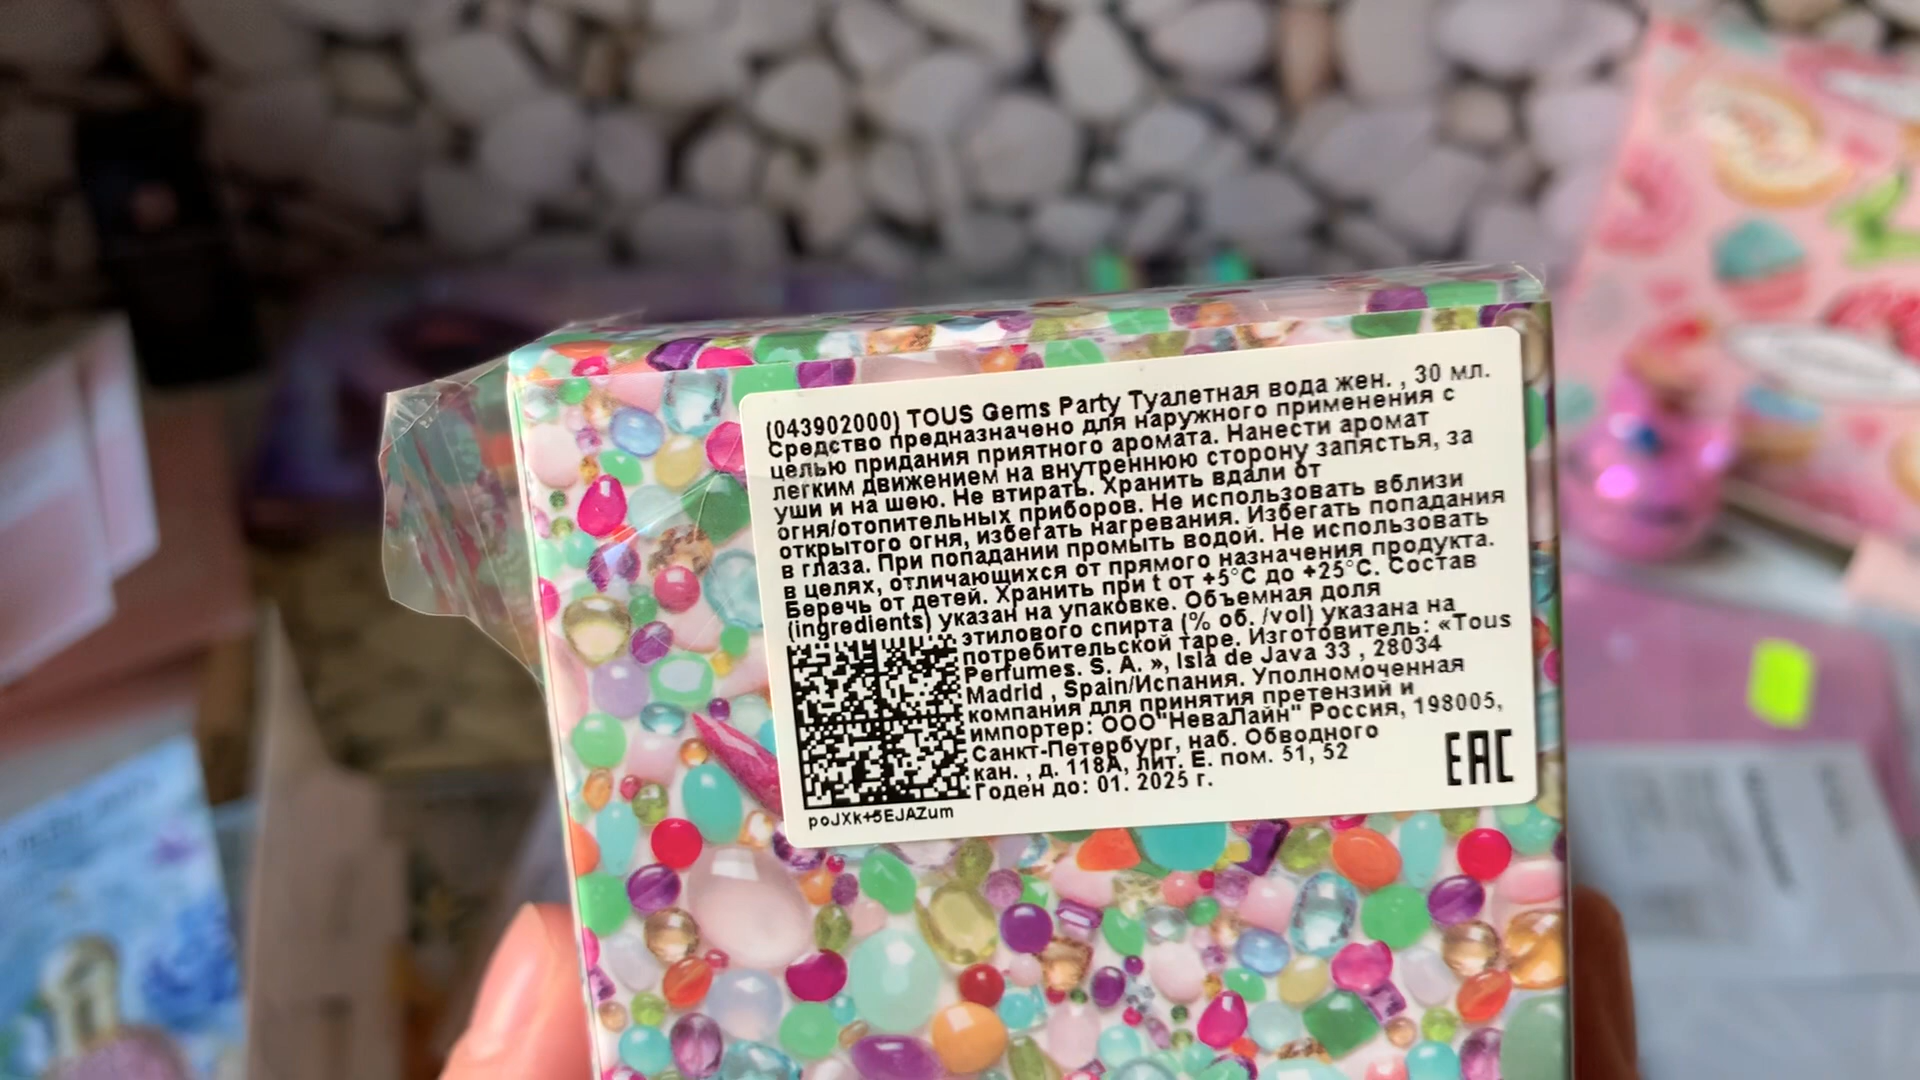 (043902000) TOUS Gems Party Туалетная вода жен. , 30 мл.
Средство предназначено для наружного применения с
целью придания приятного аромата. Нанести аромат
легким движением на внутреннюю сторону запястья, за
уши и на шею. Не втирать. Хранить вдали от
огня/отопительных приборов. Не использовать вблизи
открытого огня, избегать нагревания. Избегать попадания
в глаза. При попадании промыть водой. Не использовать
в целях, отличающихся от прямого назначения продукта.
Беречь от детей. Хранить при t от +5°C до +25°C. Состав
(ingredients) указан на упаковке. Объемная доля
этилового спирта (% об. /vol) указана на
потребительской таре. Изготовитель: «Tous
Perfumes. S. A. », Isla de Java 33 , 28034
Madrid , Spain/Испания. Уполномоченная
компания для принятия претензий и
импортер: ООО"НеваЛайн" Россия, 198005,
Санкт-Петербург, наб. Обводного
кан. , д. 118А, лит. Е. пом. 51, 52
Годен до: 01. 2025 г.
EAC
poJXk+5EJAZum